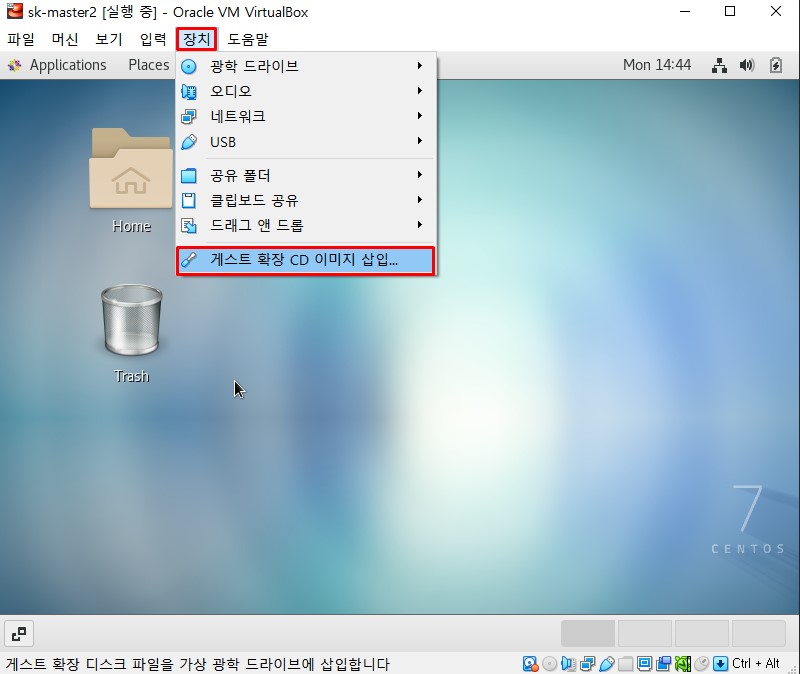 sk-master2 [실행 중] - Oracle VM VirtualBox
파일 머신 보기 입력 장치 도움말
Applications Places Mon 14:44
광학 드라이브
오디오
네트워크
USB
공유 폴더
클립보드 공유
드래그 앤 드롭
게스트 확장 CD 이미지 삽입...
Home
Trash
7
CENTOS
게스트 확장 디스크 파일을 가상 광학 드라이브에 삽입합니다 Ctrl + Alt